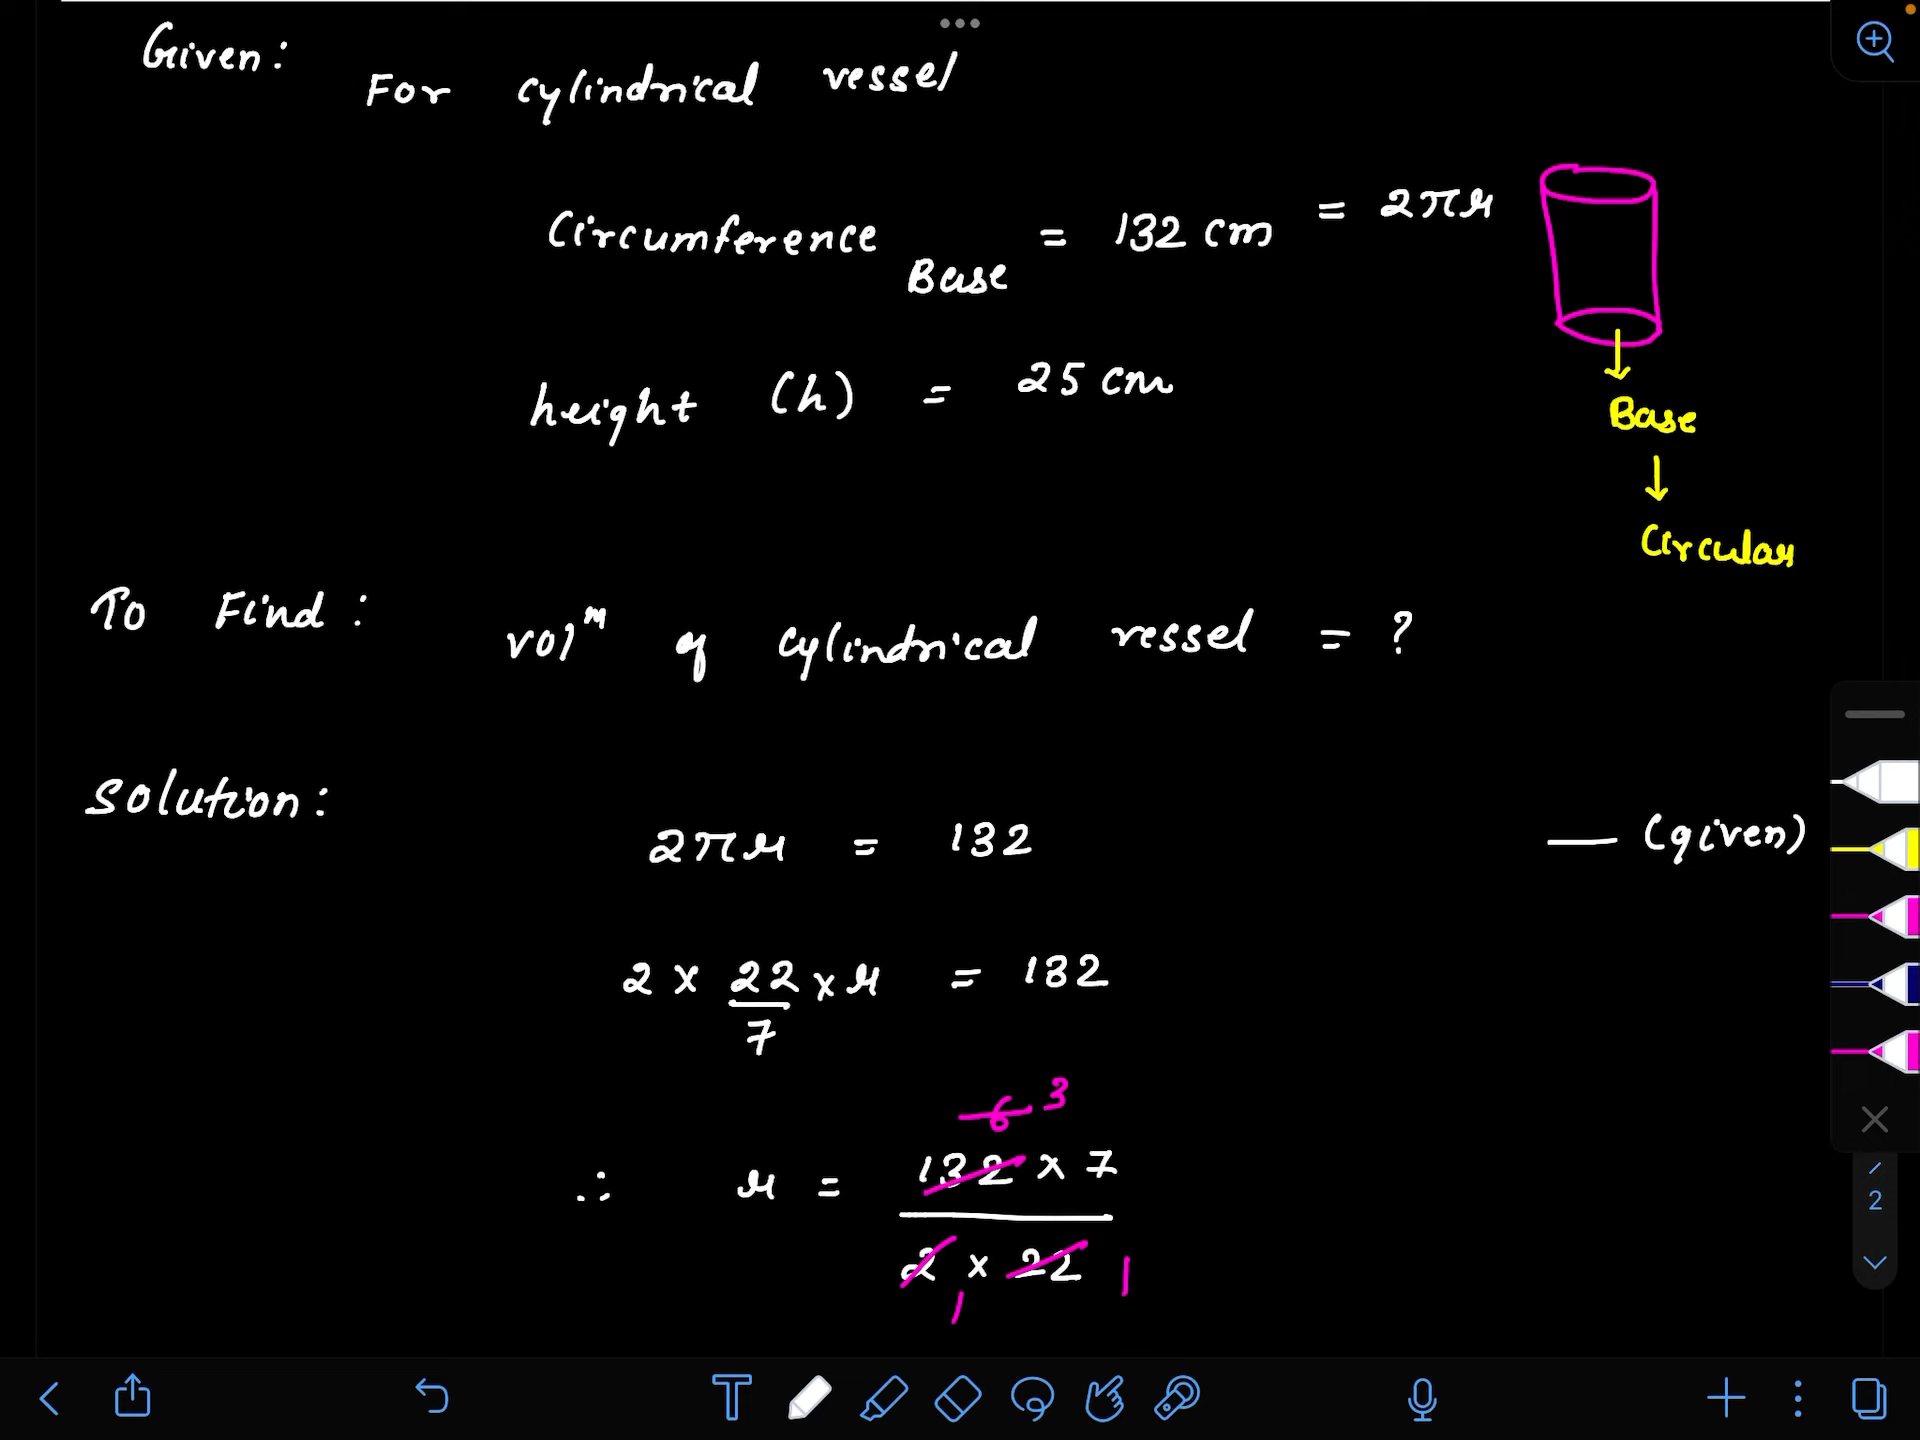 Given:
For cylindrical vessel
Circumference Base = 132 cm = 2πr
height (h) = 25 cm
Base
↓
Circular
To Find: volᵐ of cylindrical vessel = ?
Solution:
2πr = 132 — (given)
2 × 22/7 × r = 132
6 3
∴ r = 132 × 7
2 × 22 1
1
2